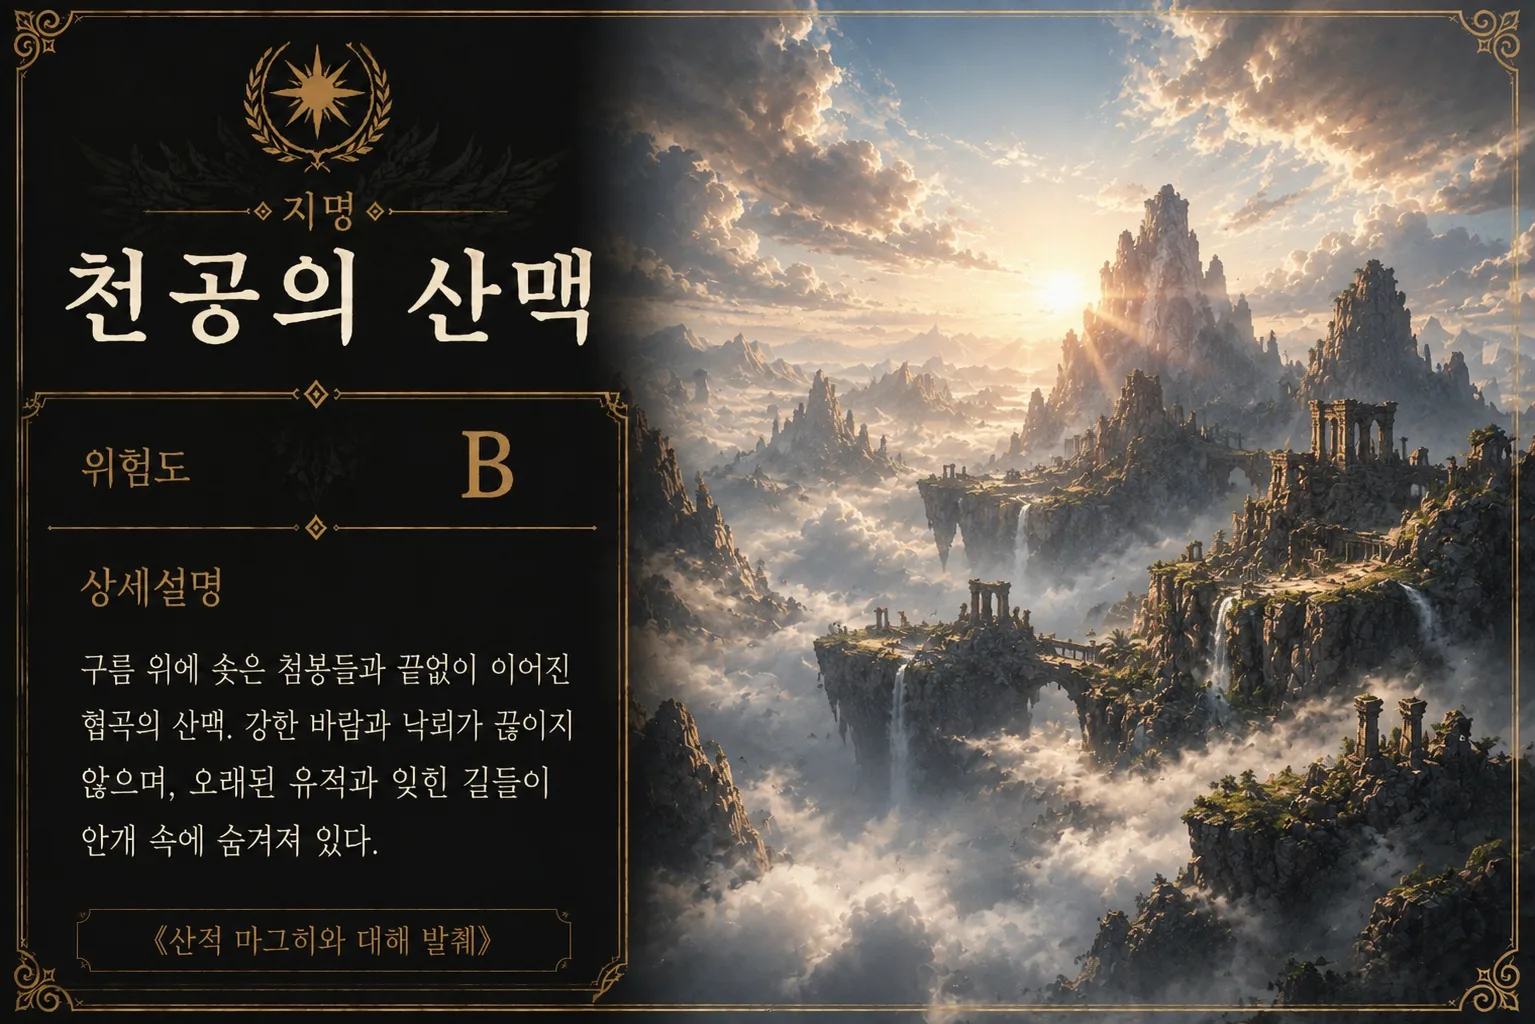 지명
천공의 산맥
위험도
B
상세설명
구름 위에 솟은 첨봉들과 끝없이 이어진
협곡의 산맥. 강한 바람과 낙뢰가 끊이지
않으며, 오래된 유적과 잊힌 길들이
안개 속에 숨겨져 있다.
《산적 마그히와 대해 발췌》